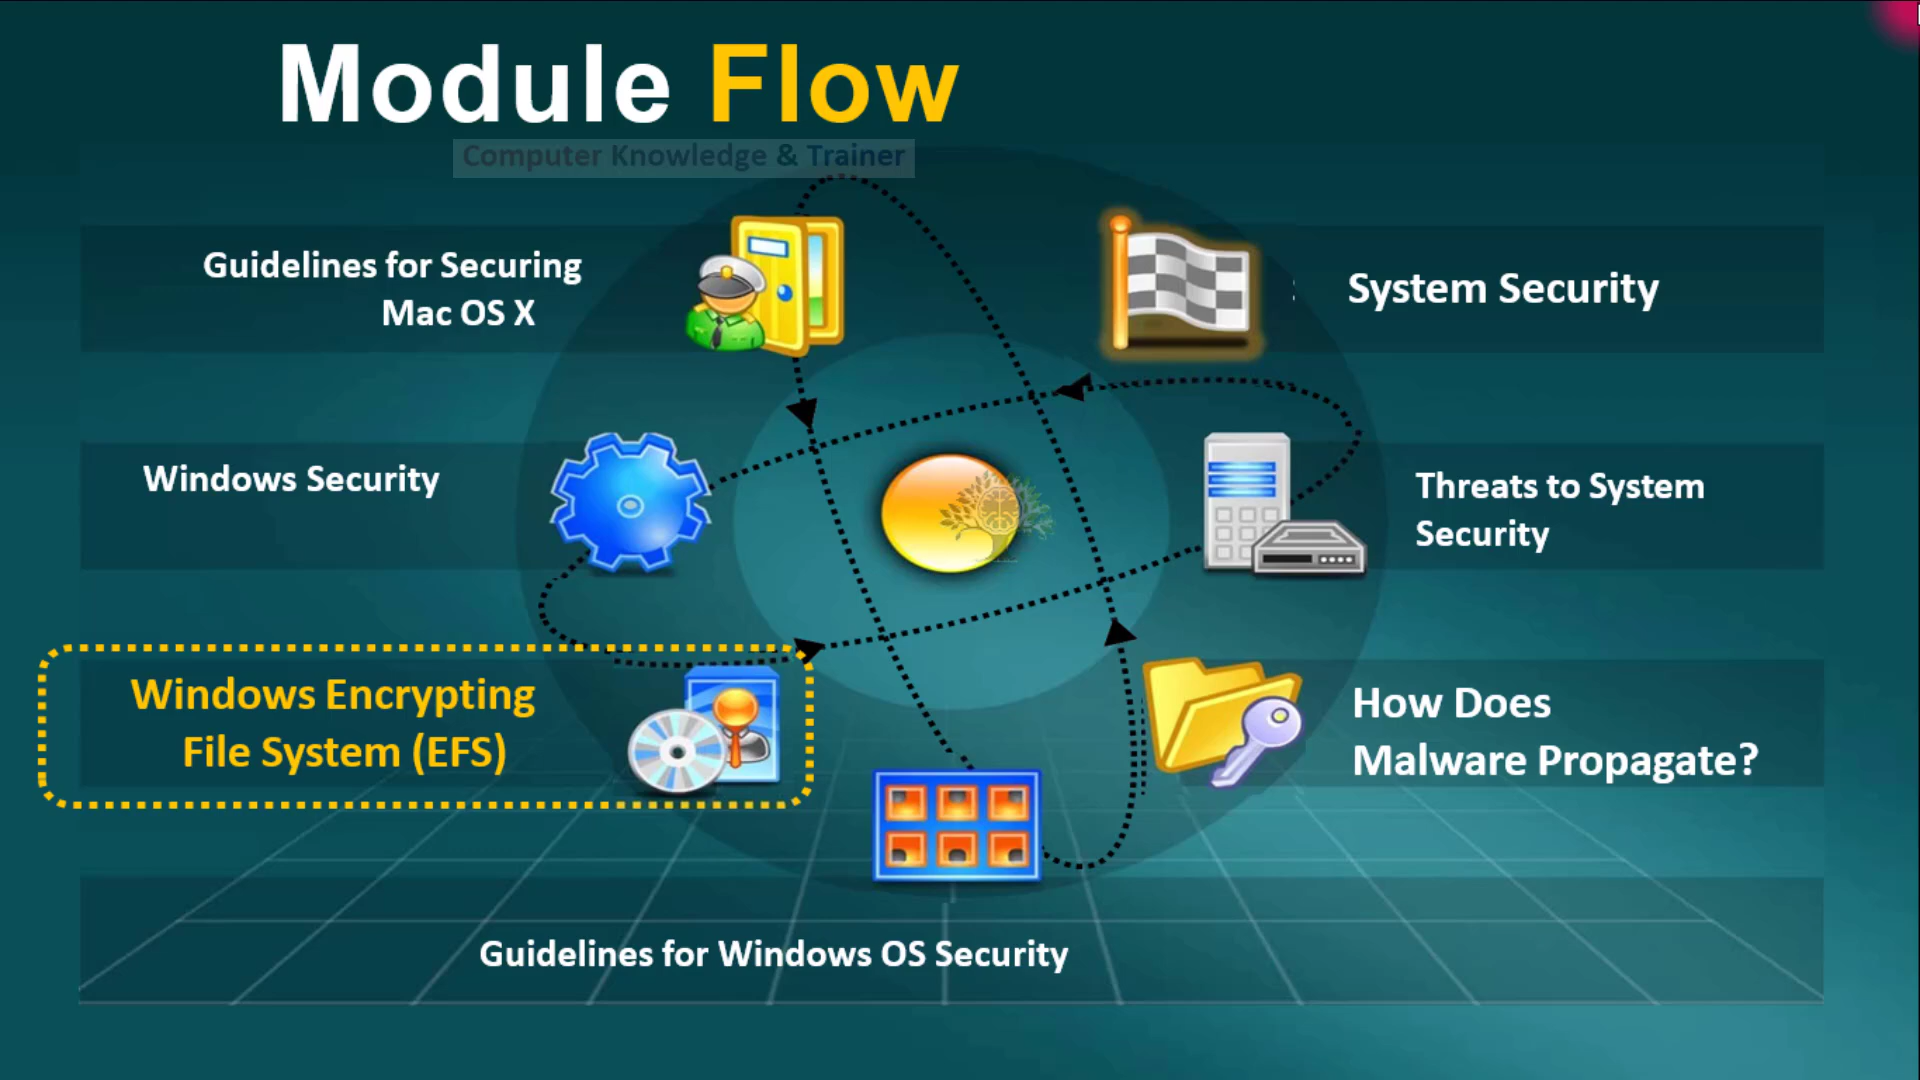 Module Flow
Computer Knowledge & Trainer
Guidelines for Securing
Mac OS X
System Security
Windows Security
Threats to System
Security
Windows Encrypting
File System (EFS)
How Does
Malware Propagate?
Guidelines for Windows OS Security